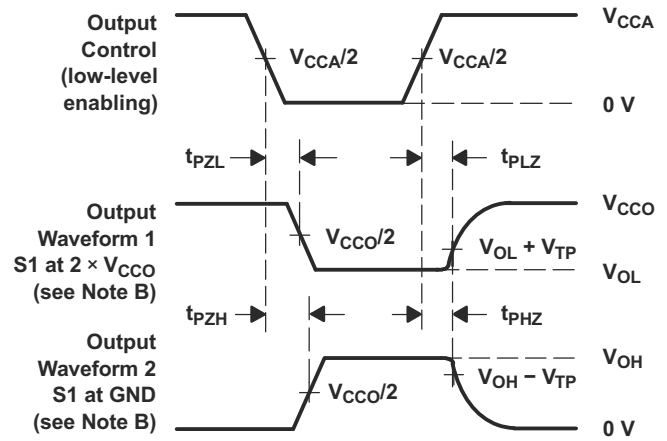 Output
Control
(low-level
enabling)
V_CCA/2
V_CCA/2
V_CCA
0 V
t_PZL
t_PLZ
Output
Waveform 1
S1 at 2 × V_CCO
(see Note B)
V_CCO/2
V_CCO
V_OL + V_TP
V_OL
t_PZH
t_PHZ
Output
Waveform 2
S1 at GND
(see Note B)
V_CCO/2
V_OH
V_OH − V_TP
0 V